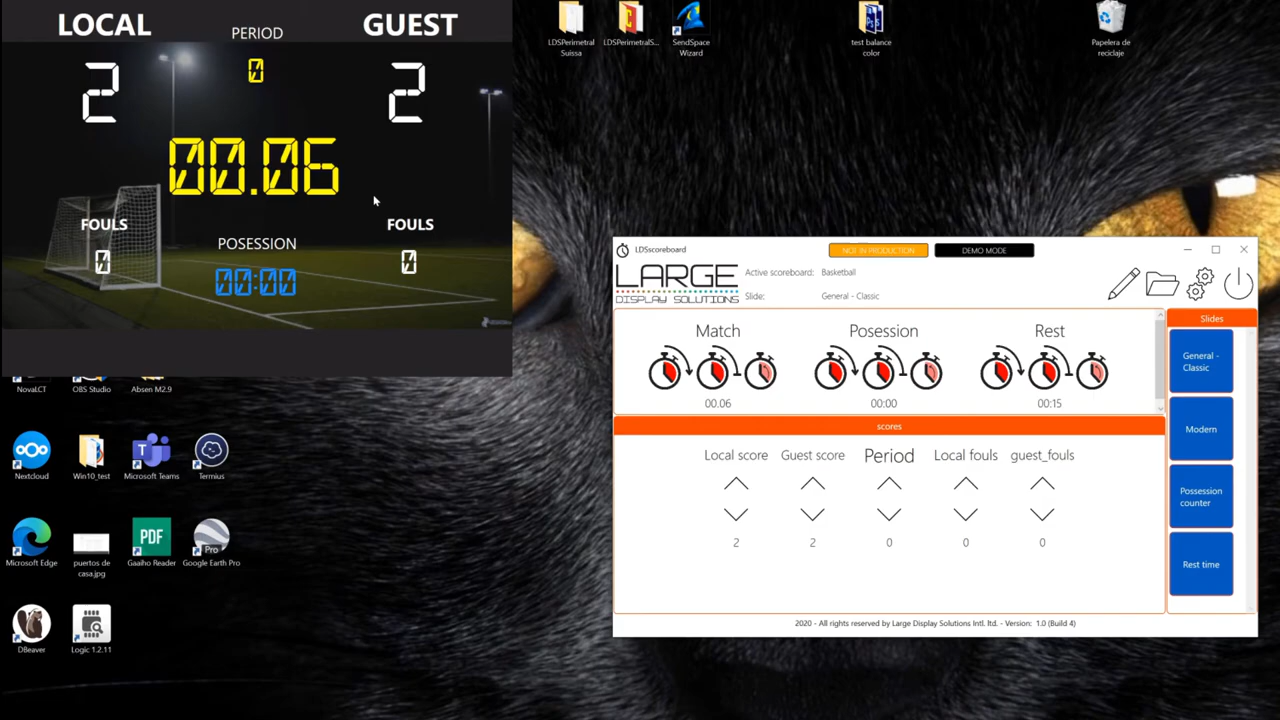 LOCAL
PERIOD
GUEST
2
0
2
00.06
FOULS
POSESSION
FOULS
0
00:00
0
LDSPerimetral Suissa
LDSPerimetralS...
SendSpace Wizard
test balance color
Papelera de reciclaje
NovaLCT
OBS Studio
Absen M2.9
Nextcloud
Win10_test
Microsoft Teams
Termius
Microsoft Edge
puertos de casa.jpg
Gaaiho Reader
Google Earth Pro
DBeaver
Logic 1.2.11
LDSscoreboard
NOT IN PRODUCTION
DEMO MODE
LARGE
DISPLAY SOLUTIONS
Active scoreboard: Basketball
Slide: General - Classic
Match
Posession
Rest
00.06
00:00
00:15
scores
Local score
Guest score
Period
Local fouls
guest_fouls
2
2
0
0
0
Slides
General -
Classic
Modern
Possession
counter
Rest time
2020 - All rights reserved by Large Display Solutions Intl. ltd. - Version: 1.0 (Build 4)